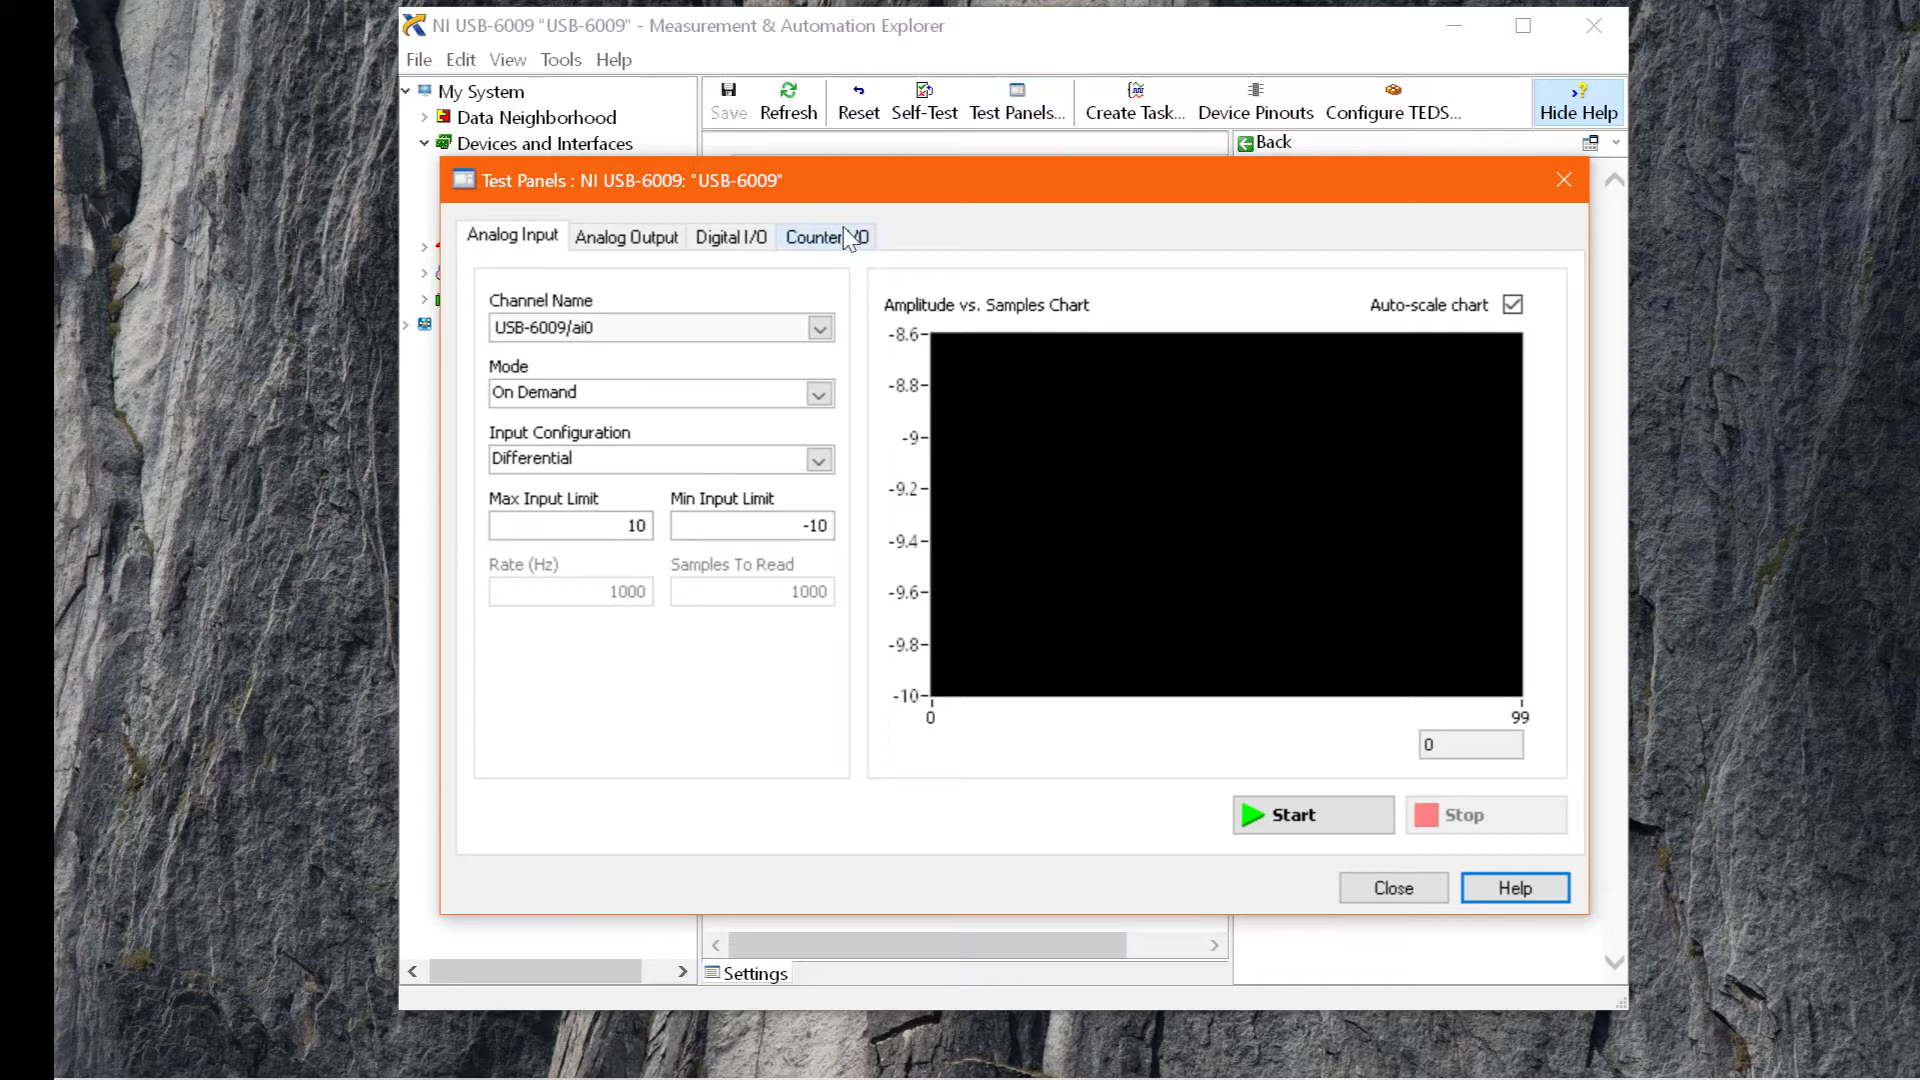 NI USB-6009 "USB-6009" - Measurement & Automation Explorer
File Edit View Tools Help
My System
Data Neighborhood
Devices and Interfaces
Save Refresh Reset Self-Test Test Panels... Create Task... Device Pinouts Configure TEDS... Hide Help
Back
Test Panels : NI USB-6009: "USB-6009"
Analog Input Analog Output Digital I/O Counter I/O
Channel Name
USB-6009/ai0
Mode
On Demand
Input Configuration
Differential
Max Input Limit Min Input Limit
10 -10
Rate (Hz) Samples To Read
1000 1000
Amplitude vs. Samples Chart Auto-scale chart
-8.6
-8.8
-9
-9.2
-9.4
-9.6
-9.8
-10
0 99
0
Start Stop
Close Help
Settings